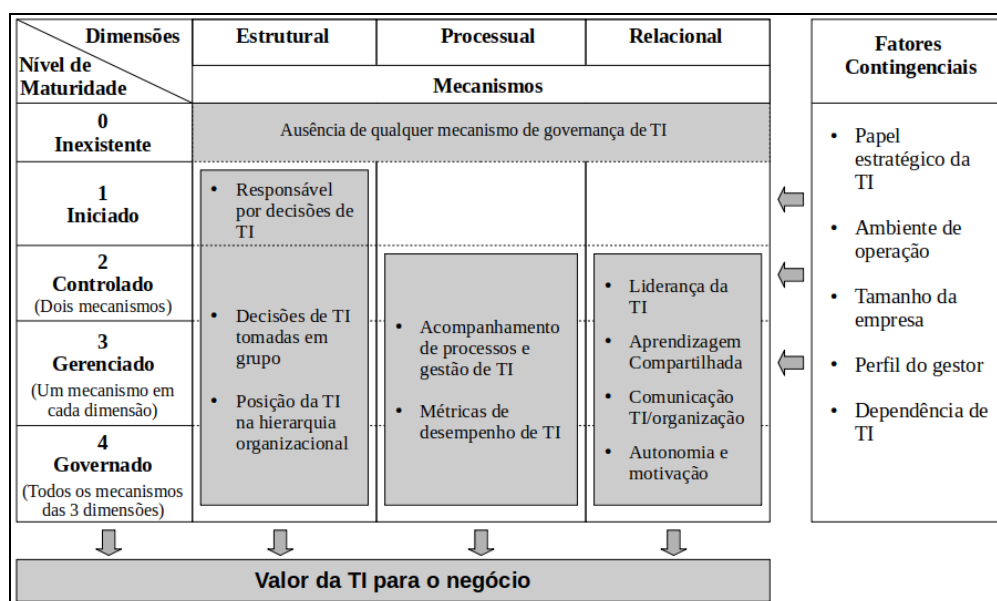 Dimensões
Nível de
Maturidade
Estrutural
Processual
Relacional
Mecanismos
0
Inexistente
Ausência de qualquer mecanismo de governança de TI
1
Iniciado
• Responsável
por decisões de
TI
2
Controlado
(Dois mecanismos)
3
Gerenciado
(Um mecanismo em
cada dimensão)
4
Governado
(Todos os mecanismos
das 3 dimensões)
• Decisões de TI
tomadas em
grupo
• Posição da TI
na hierarquia
organizacional
• Acompanhamento
de processos e
gestão de TI
• Métricas de
desempenho de TI
• Liderança da
TI
• Aprendizagem
Compartilhada
• Comunicação
TI/organização
• Autonomia e
motivação
Fatores
Contingenciais
• Papel
estratégico da
TI
• Ambiente de
operação
• Tamanho da
empresa
• Perfil do gestor
• Dependência de
TI
Valor da TI para o negócio